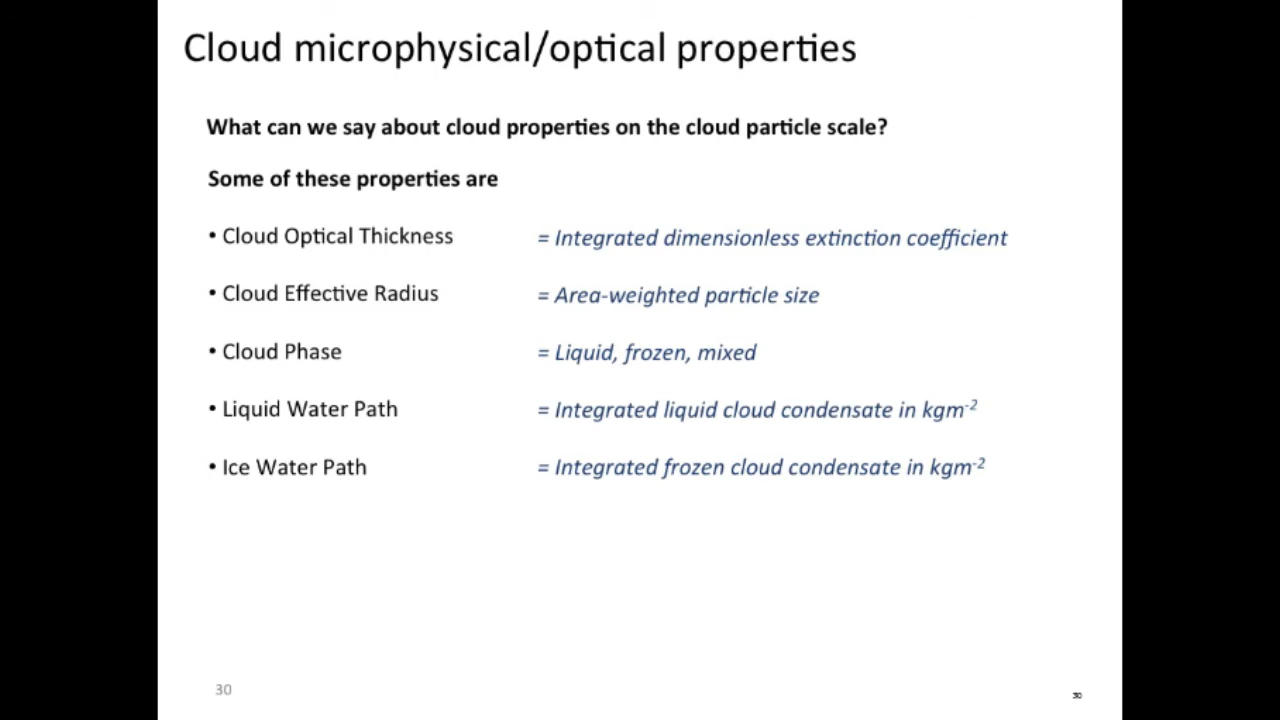 Cloud microphysical/optical properties
What can we say about cloud properties on the cloud particle scale?
Some of these properties are
• Cloud Optical Thickness = Integrated dimensionless extinction coefficient
• Cloud Effective Radius = Area-weighted particle size
• Cloud Phase = Liquid, frozen, mixed
• Liquid Water Path = Integrated liquid cloud condensate in kgm⁻²
• Ice Water Path = Integrated frozen cloud condensate in kgm⁻²
30 30